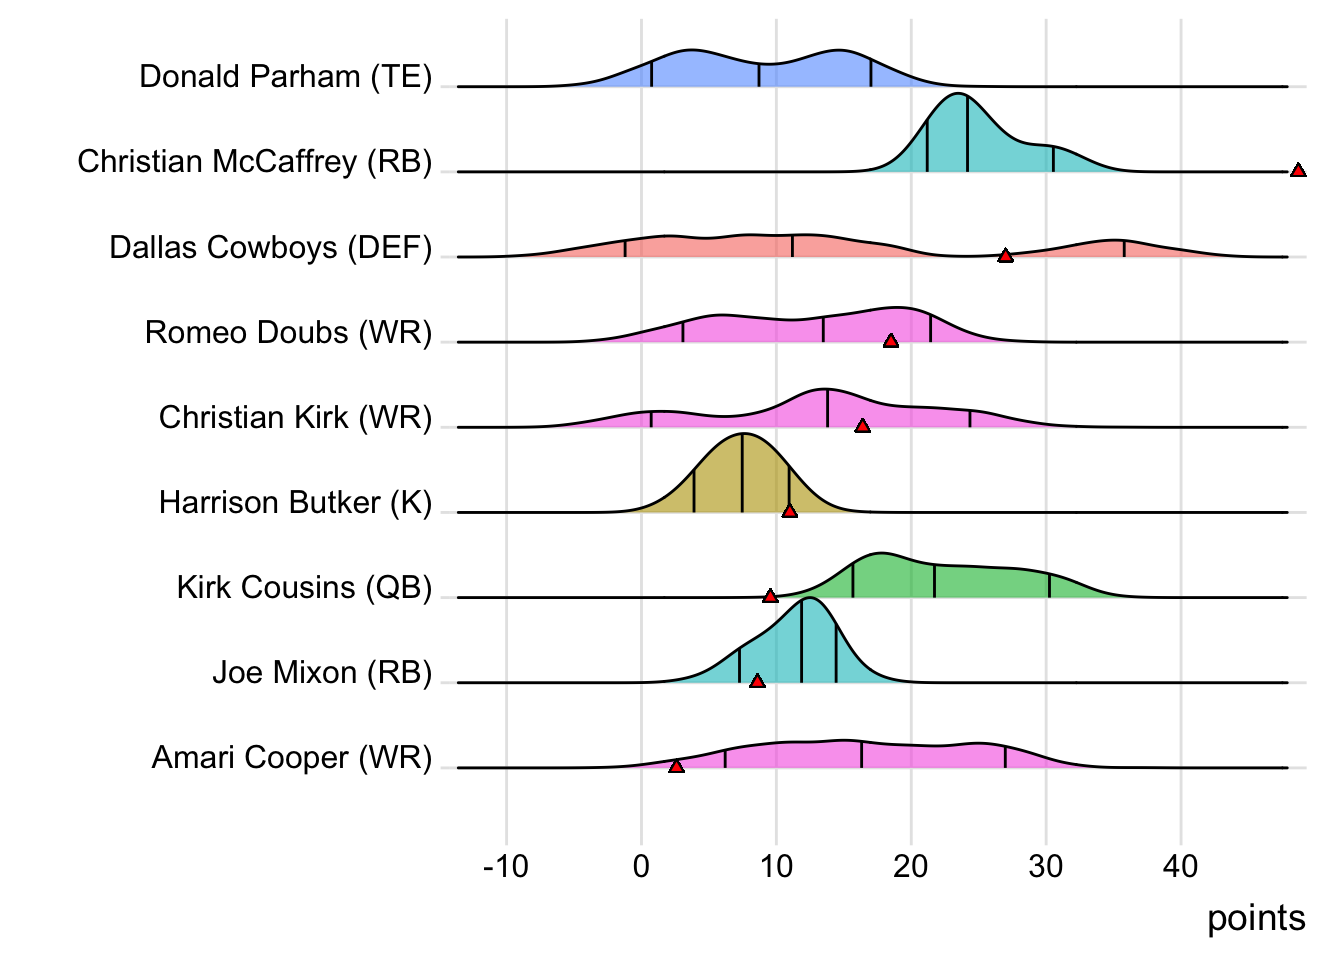 Donald Parham (TE)
Christian McCaffrey (RB)
Dallas Cowboys (DEF)
Romeo Doubs (WR)
Christian Kirk (WR)
Harrison Butker (K)
Kirk Cousins (QB)
Joe Mixon (RB)
Amari Cooper (WR)
-10 0 10 20 30 40
points